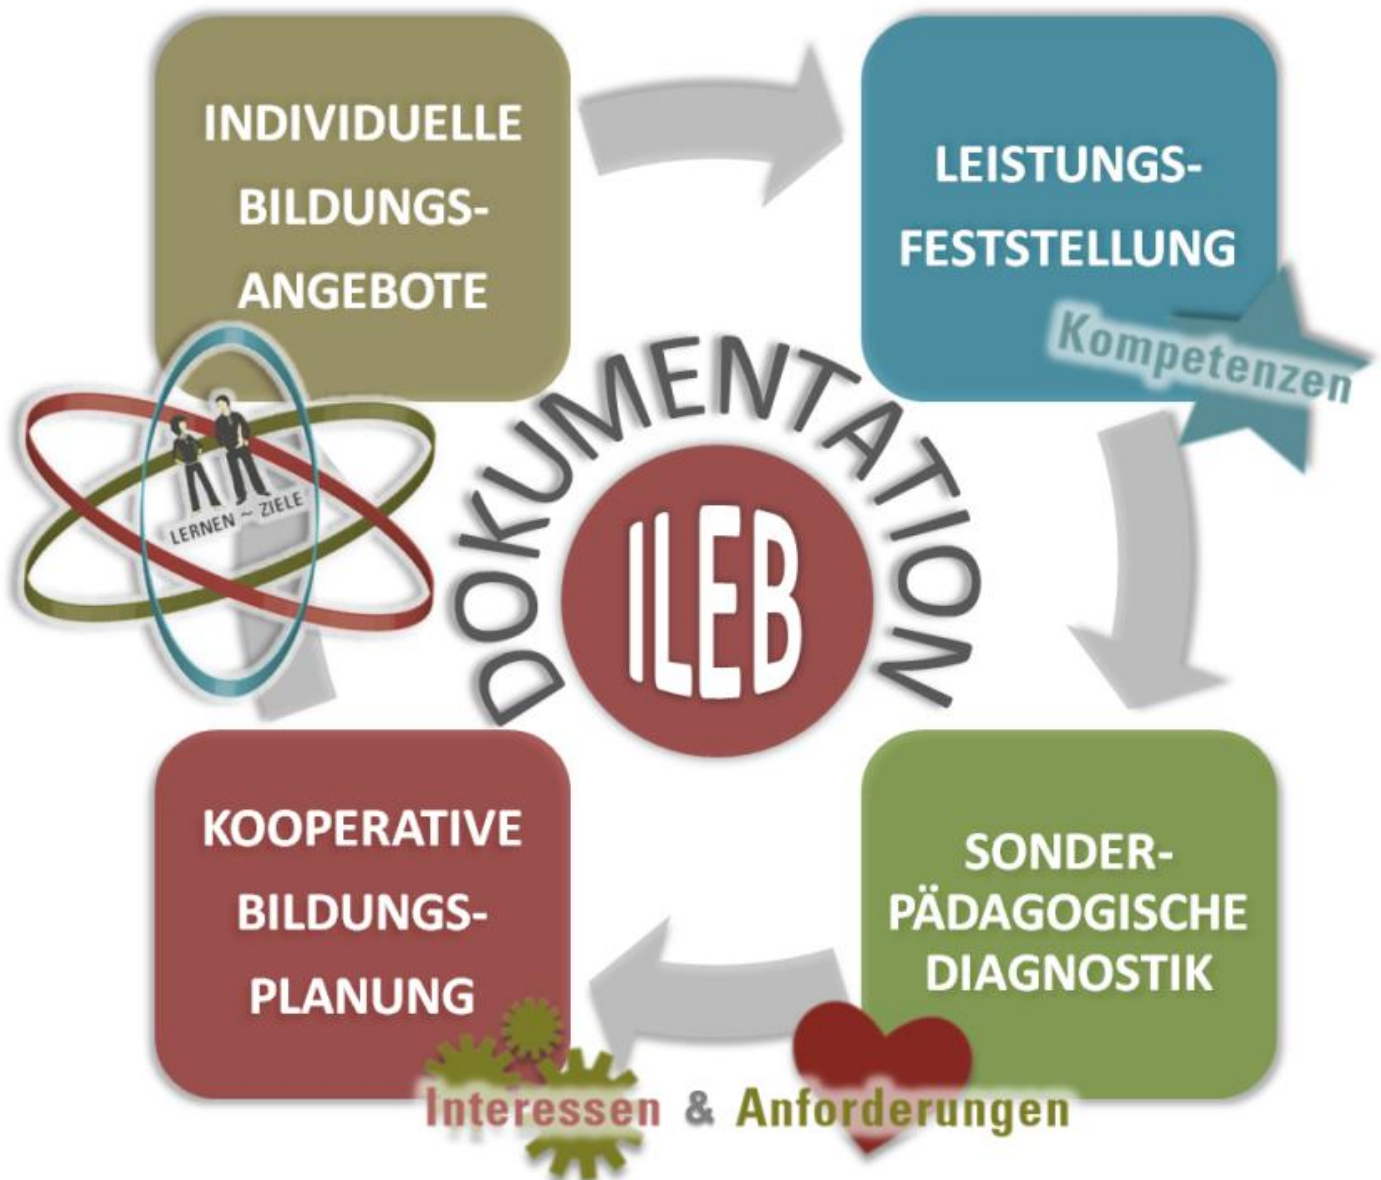 INDIVIDUELLE
BILDUNGS-
ANGEBOTE
LEISTUNGS-
FESTSTELLUNG
Kompetenzen
LERNEN ~ ZIELE
DOKUMENTATION
ILEB
KOOPERATIVE
BILDUNGS-
PLANUNG
SONDER-
PÄDAGOGISCHE
DIAGNOSTIK
Interessen & Anforderungen